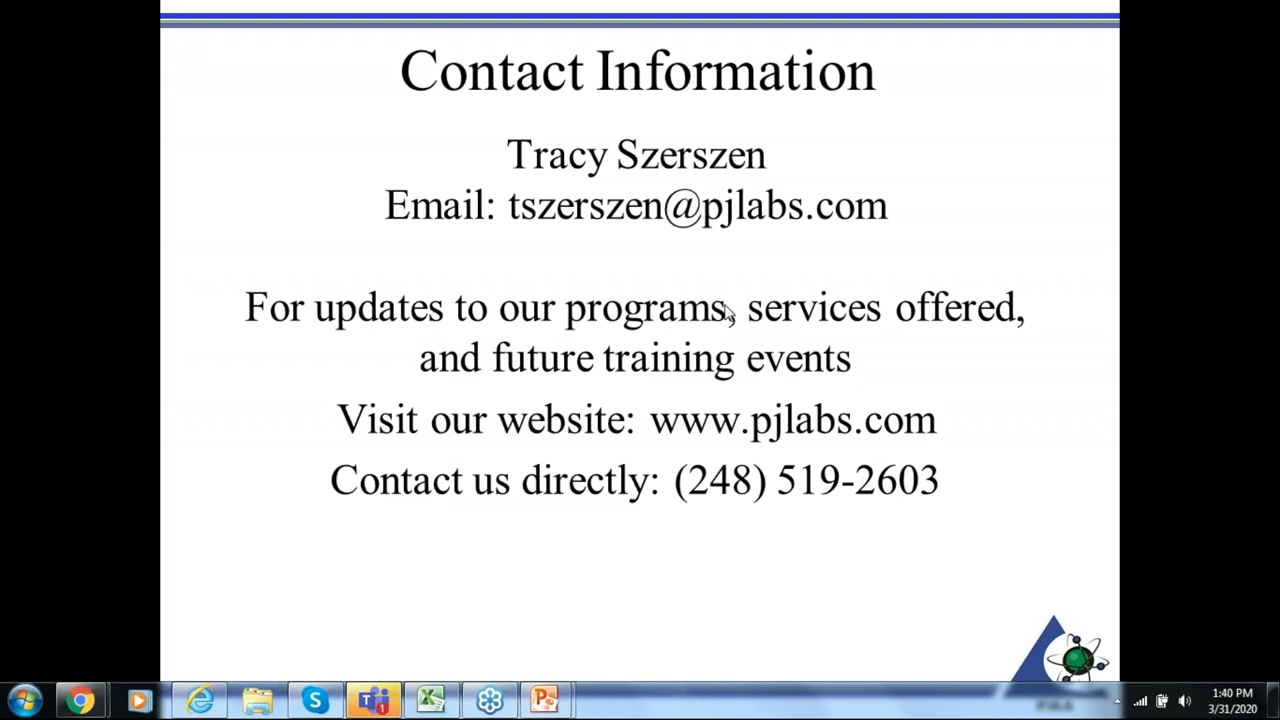 Contact Information
Tracy Szerszen
Email: tszerszen@pjlabs.com
For updates to our programs, services offered,
and future training events
Visit our website: www.pjlabs.com
Contact us directly: (248) 519-2603
1:40 PM
3/31/2020